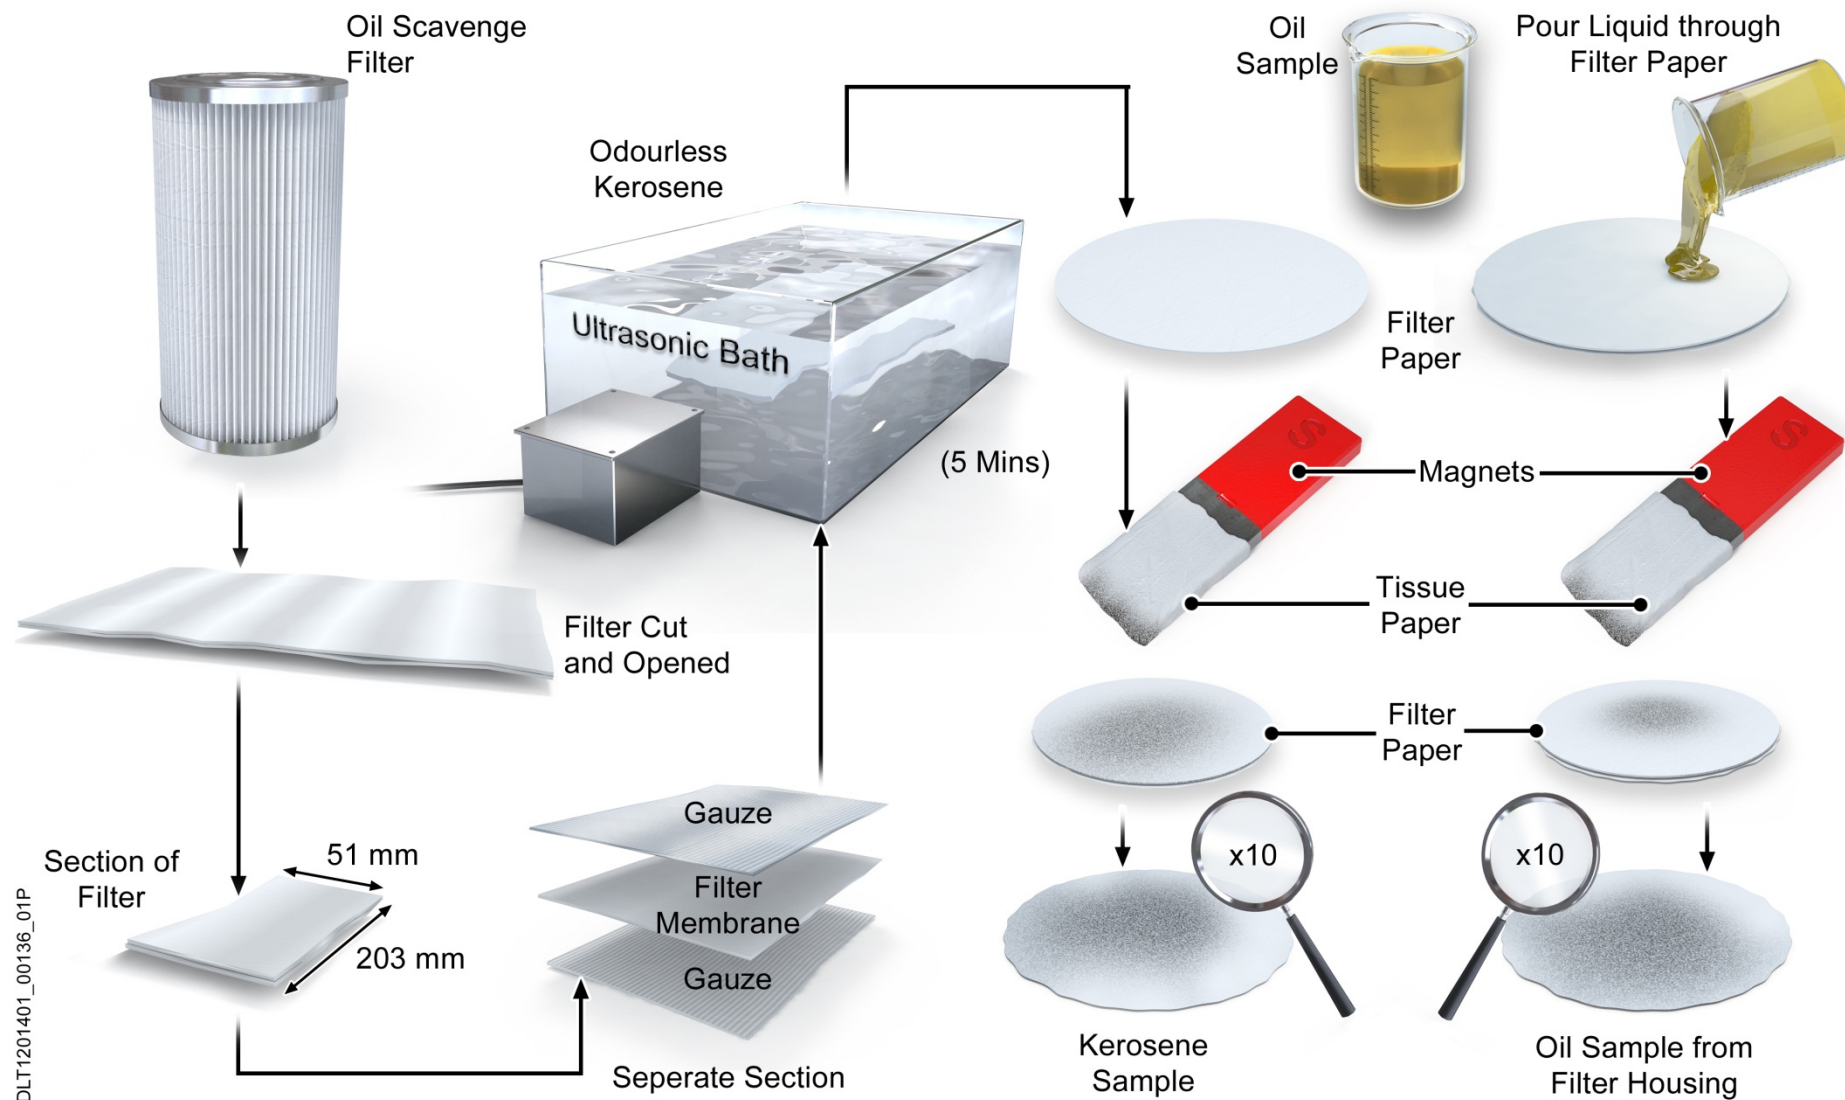 Oil Scavenge
Filter
Odourless
Kerosene
Ultrasonic Bath
(5 Mins)
Filter Cut
and Opened
Section of
Filter
51 mm
203 mm
Gauze
Filter
Membrane
Gauze
Seperate Section
Oil
Sample
Pour Liquid through
Filter Paper
Filter
Paper
S
S
Magnets
Tissue
Paper
Filter
Paper
x10
x10
Kerosene
Sample
Oil Sample from
Filter Housing
DLT1201401_00136_01P